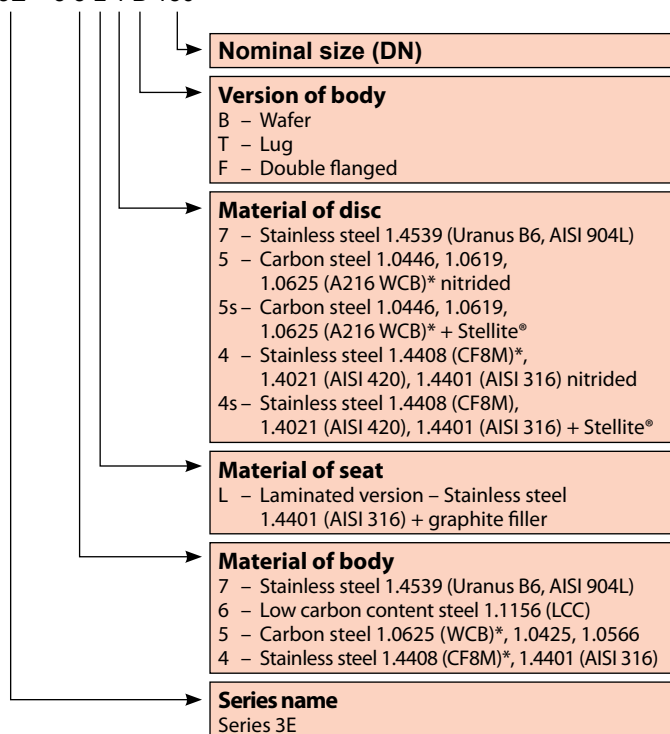 Nominal size (DN)
Version of body
B – Wafer
T – Lug
F – Double flanged
Material of disc
7 – Stainless steel 1.4539 (Uranus B6, AISI 904L)
5 – Carbon steel 1.0446, 1.0619,
1.0625 (A216 WCB)* nitrided
5s – Carbon steel 1.0446, 1.0619,
1.0625 (A216 WCB)* + Stellite®
4 – Stainless steel 1.4408 (CF8M)*,
1.4021 (AISI 420), 1.4401 (AISI 316) nitrided
4s – Stainless steel 1.4408 (CF8M),
1.4021 (AISI 420), 1.4401 (AISI 316) + Stellite®
Material of seat
L – Laminated version – Stainless steel
1.4401 (AISI 316) + graphite filler
Material of body
7 – Stainless steel 1.4539 (Uranus B6, AISI 904L)
6 – Low carbon content steel 1.1156 (LCC)
5 – Carbon steel 1.0625 (WCB)*, 1.0425, 1.0566
4 – Stainless steel 1.4408 (CF8M)*, 1.4401 (AISI 316)
Series name
Series 3E